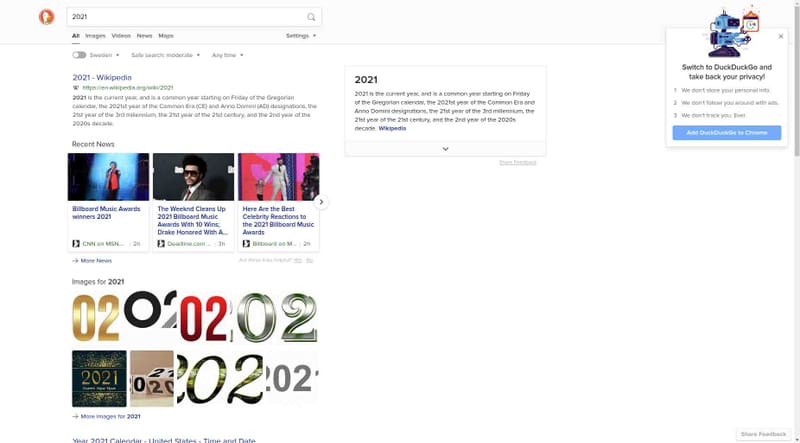 2021
All Images Videos News Maps Settings
Sweden Safe search: moderate Any time
2021 - Wikipedia
https://en.wikipedia.org/wiki/2021
2021 is the current year, and is a common year starting on Friday of the Gregorian
calendar, the 2021st year of the Common Era (CE) and Anno Domini (AD) designations, the
21st year of the 3rd millennium, the 21st year of the 21st century, and the 2nd year of the
2020s decade.
Recent News
Billboard Music Awards
winners 2021
CNN on MSN... 2h
The Weeknd Cleans Up
2021 Billboard Music
Awards With 10 Wins;
Drake Honored With A...
Deadline.com ... 3h
Here Are the Best
Celebrity Reactions to
the 2021 Billboard Music
Awards
Billboard on M... 2h
→ More News
Are these links helpful? Yes No
Images for 2021
02
202
02
202
2021
2021
202
202
2021
→ More Images for 2021
Year 2021 Calendar - United States - Time and Date
2021
2021 is the current year, and is a common year starting on Friday
of the Gregorian calendar, the 2021st year of the Common Era and
Anno Domini designations, the 21st year of the 3rd millennium, the
21st year of the 21st century, and the 2nd year of the 2020s
decade. Wikipedia
Share Feedback
Switch to DuckDuckGo and
take back your privacy!
1 We don't store your personal info.
2 We don't follow you around with ads.
3 We don't track you. Ever.
Add DuckDuckGo to Chrome
Share Feedback